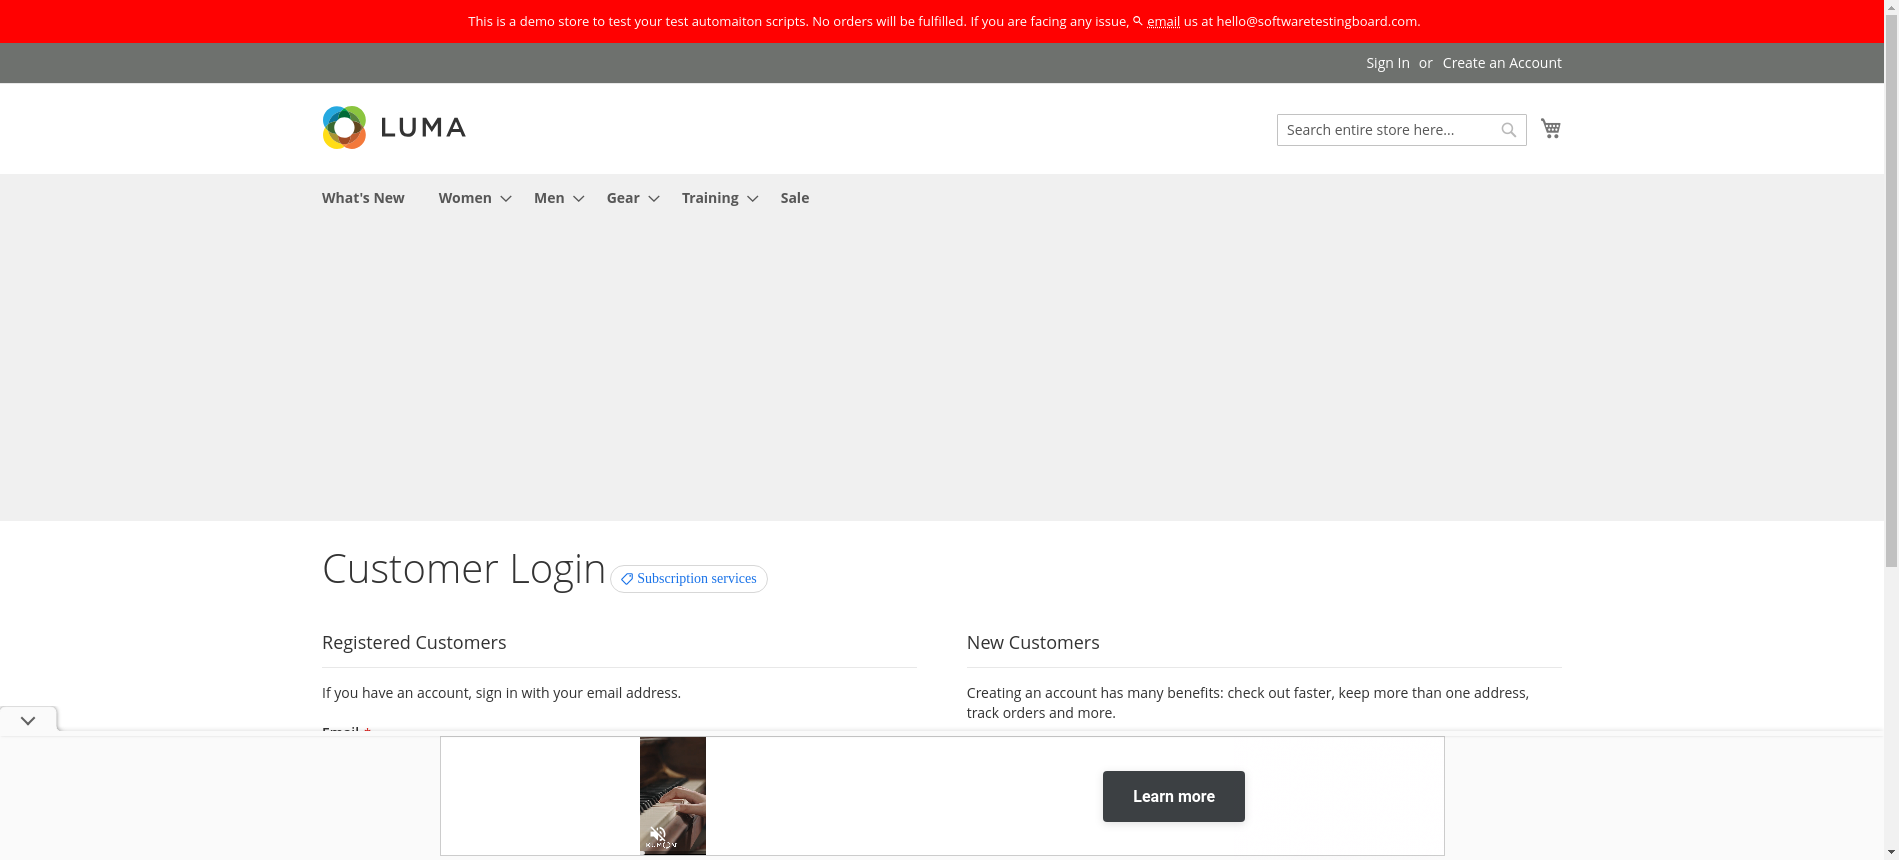 This is a demo store to test your test automaiton scripts. No orders will be fulfilled. If you are facing any issue, email us at hello@softwaretestingboard.com.
Sign In or Create an Account
LUMA
Search entire store here...
What's New Women Men Gear Training Sale
Customer Login Subscription services
Registered Customers
If you have an account, sign in with your email address.
Email *
New Customers
Creating an account has many benefits: check out faster, keep more than one address,
track orders and more.
Learn more